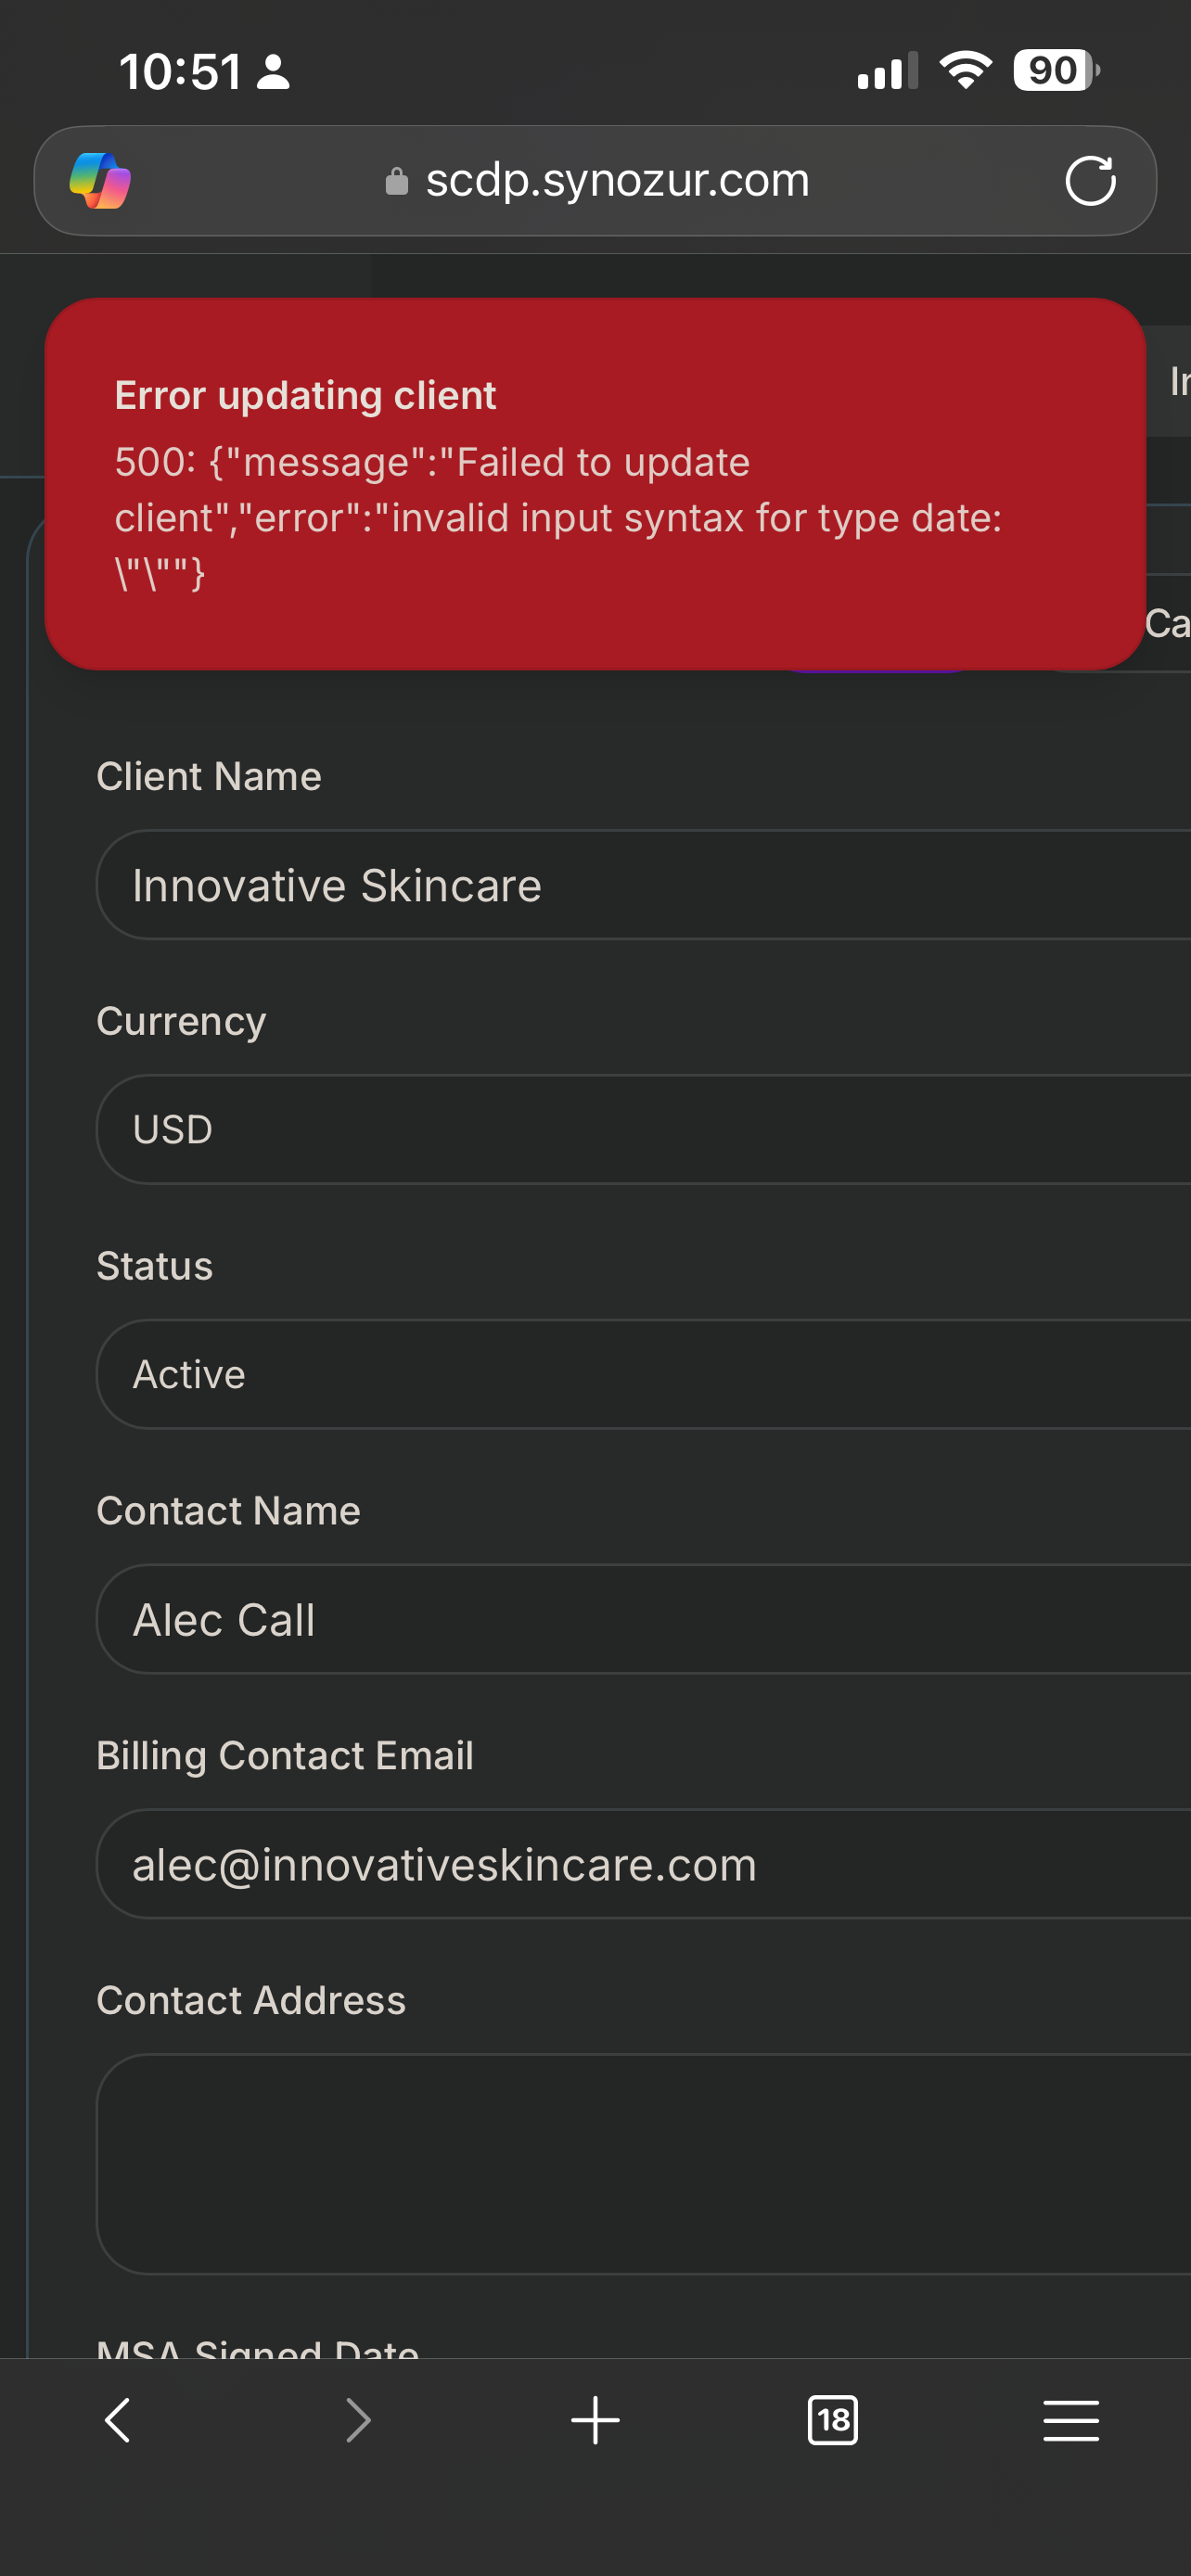 10:51
90
scdp.synozur.com
Error updating client
500: {"message":"Failed to update
client","error":"invalid input syntax for type date:
\"\""}
In
Ca
Client Name
Innovative Skincare
Currency
USD
Status
Active
Contact Name
Alec Call
Billing Contact Email
alec@innovativeskincare.com
Contact Address
MSA Signed Date
18